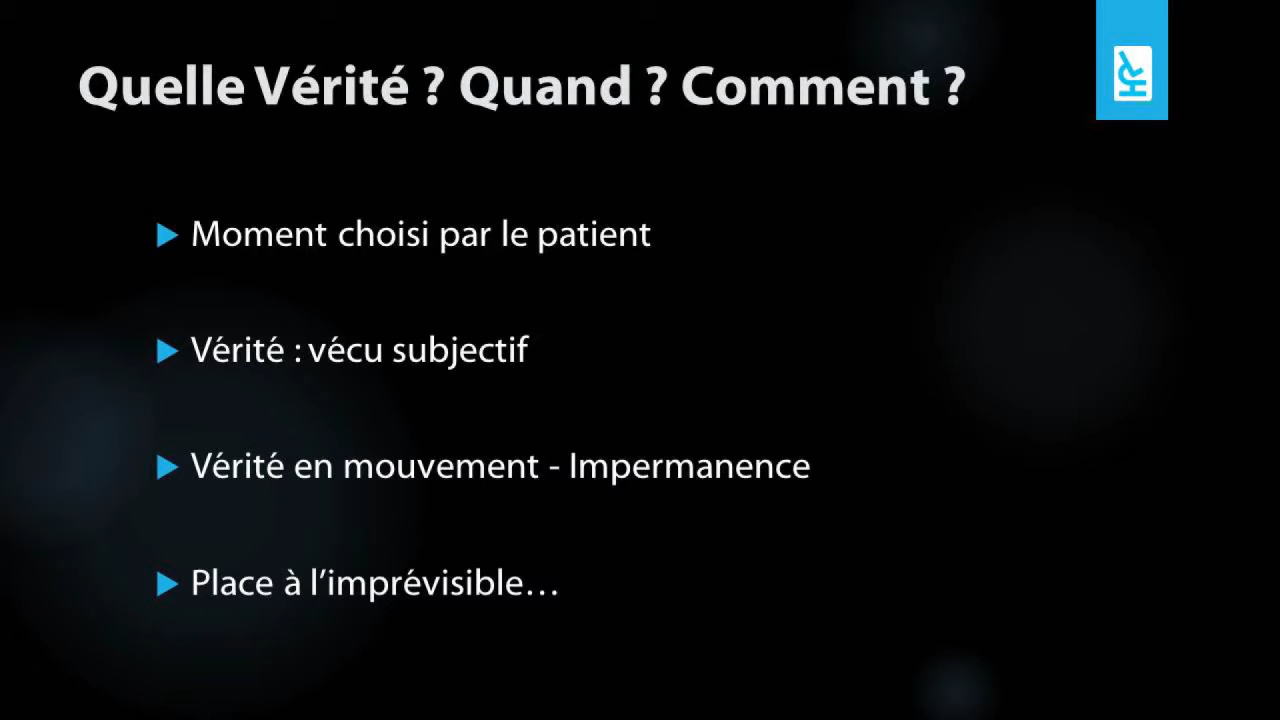 Quelle Vérité ? Quand ? Comment ?
Moment choisi par le patient
Vérité : vécu subjectif
Vérité en mouvement - Impermanence
Place à l’imprévisible…